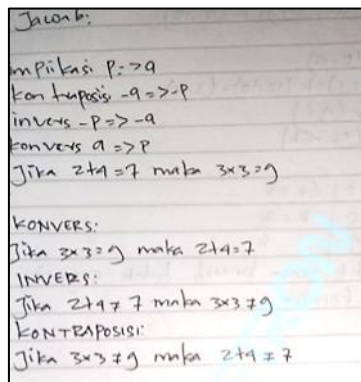 Jawab:
mplikasi p => q
kontraposisi -q => -p
invers -p => -q
konvers q => p
Jika 2+4=7 maka 3x3=9
KONVERS:
Jika 3x3=9 maka 2+4=7
INVERS:
Jika 2+4≠7 maka 3x3≠9
KONTRAPOSISI:
Jika 3x3≠9 maka 2+4≠7